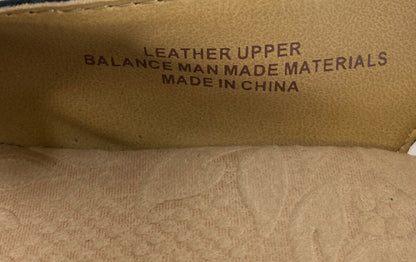 LEATHER UPPER
BALANCE MAN MADE MATERIALS
MADE IN CHINA